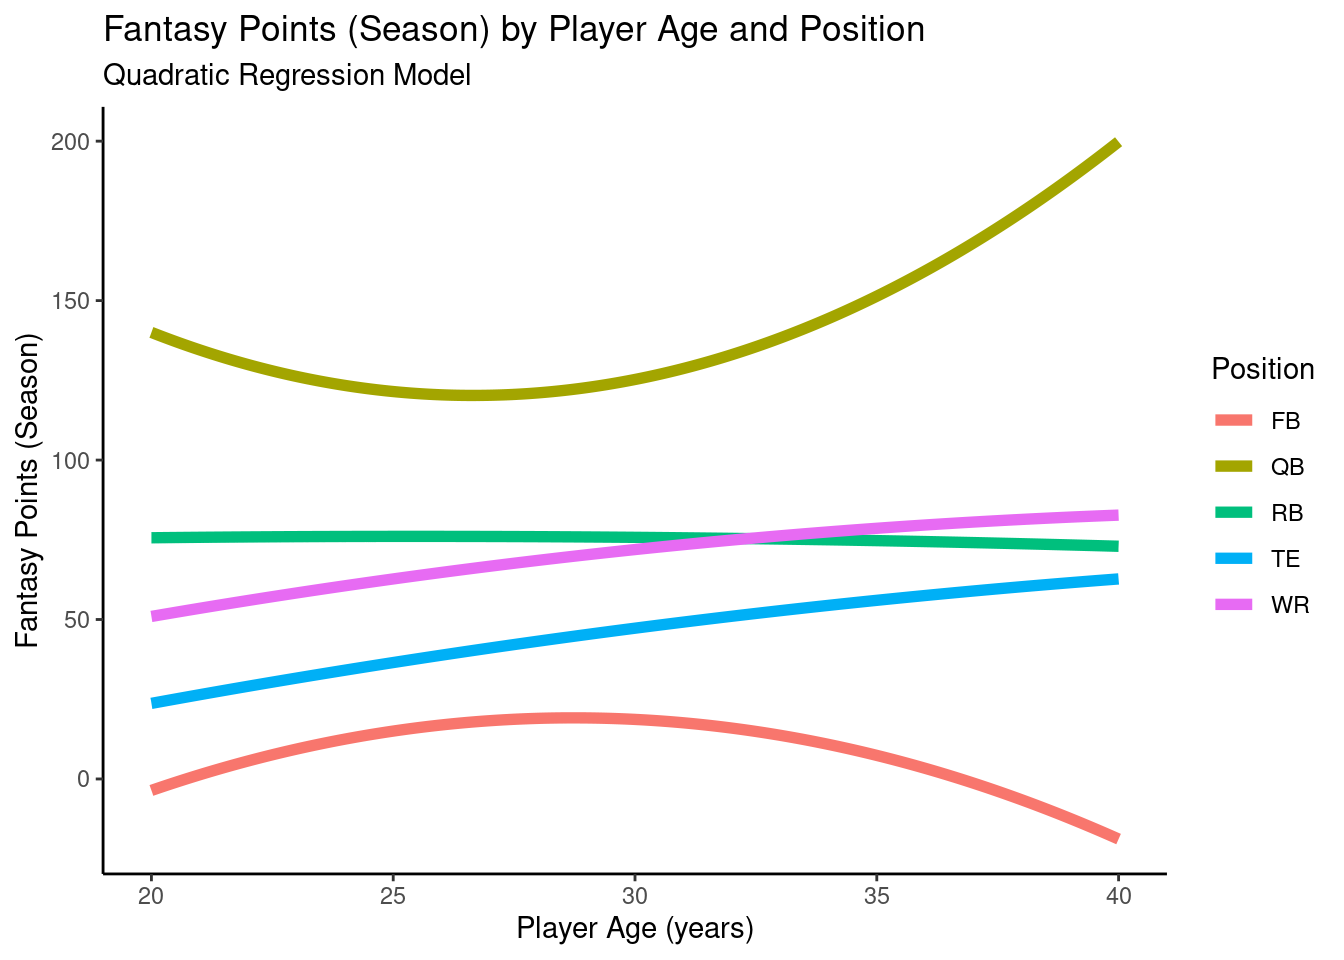 Fantasy Points (Season) by Player Age and Position
Quadratic Regression Model
Fantasy Points (Season)
200
150
100
50
0
20 25 30 35 40
Player Age (years)
Position
FB
QB
RB
TE
WR